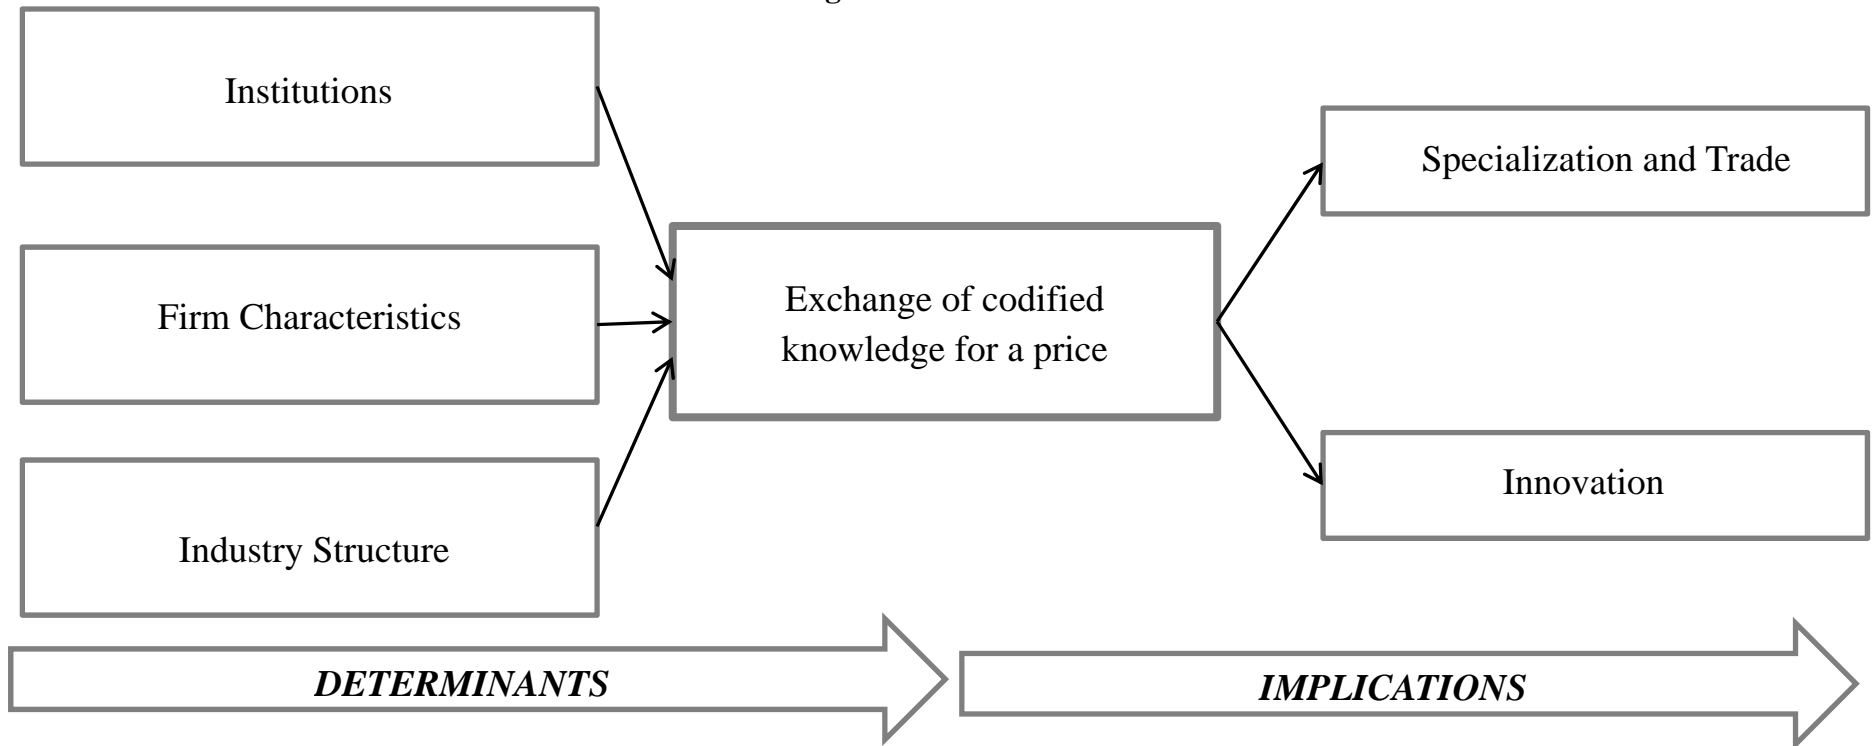 Institutions
Firm Characteristics
Industry Structure
Exchange of codified
knowledge for a price
Specialization and Trade
Innovation
DETERMINANTS
IMPLICATIONS